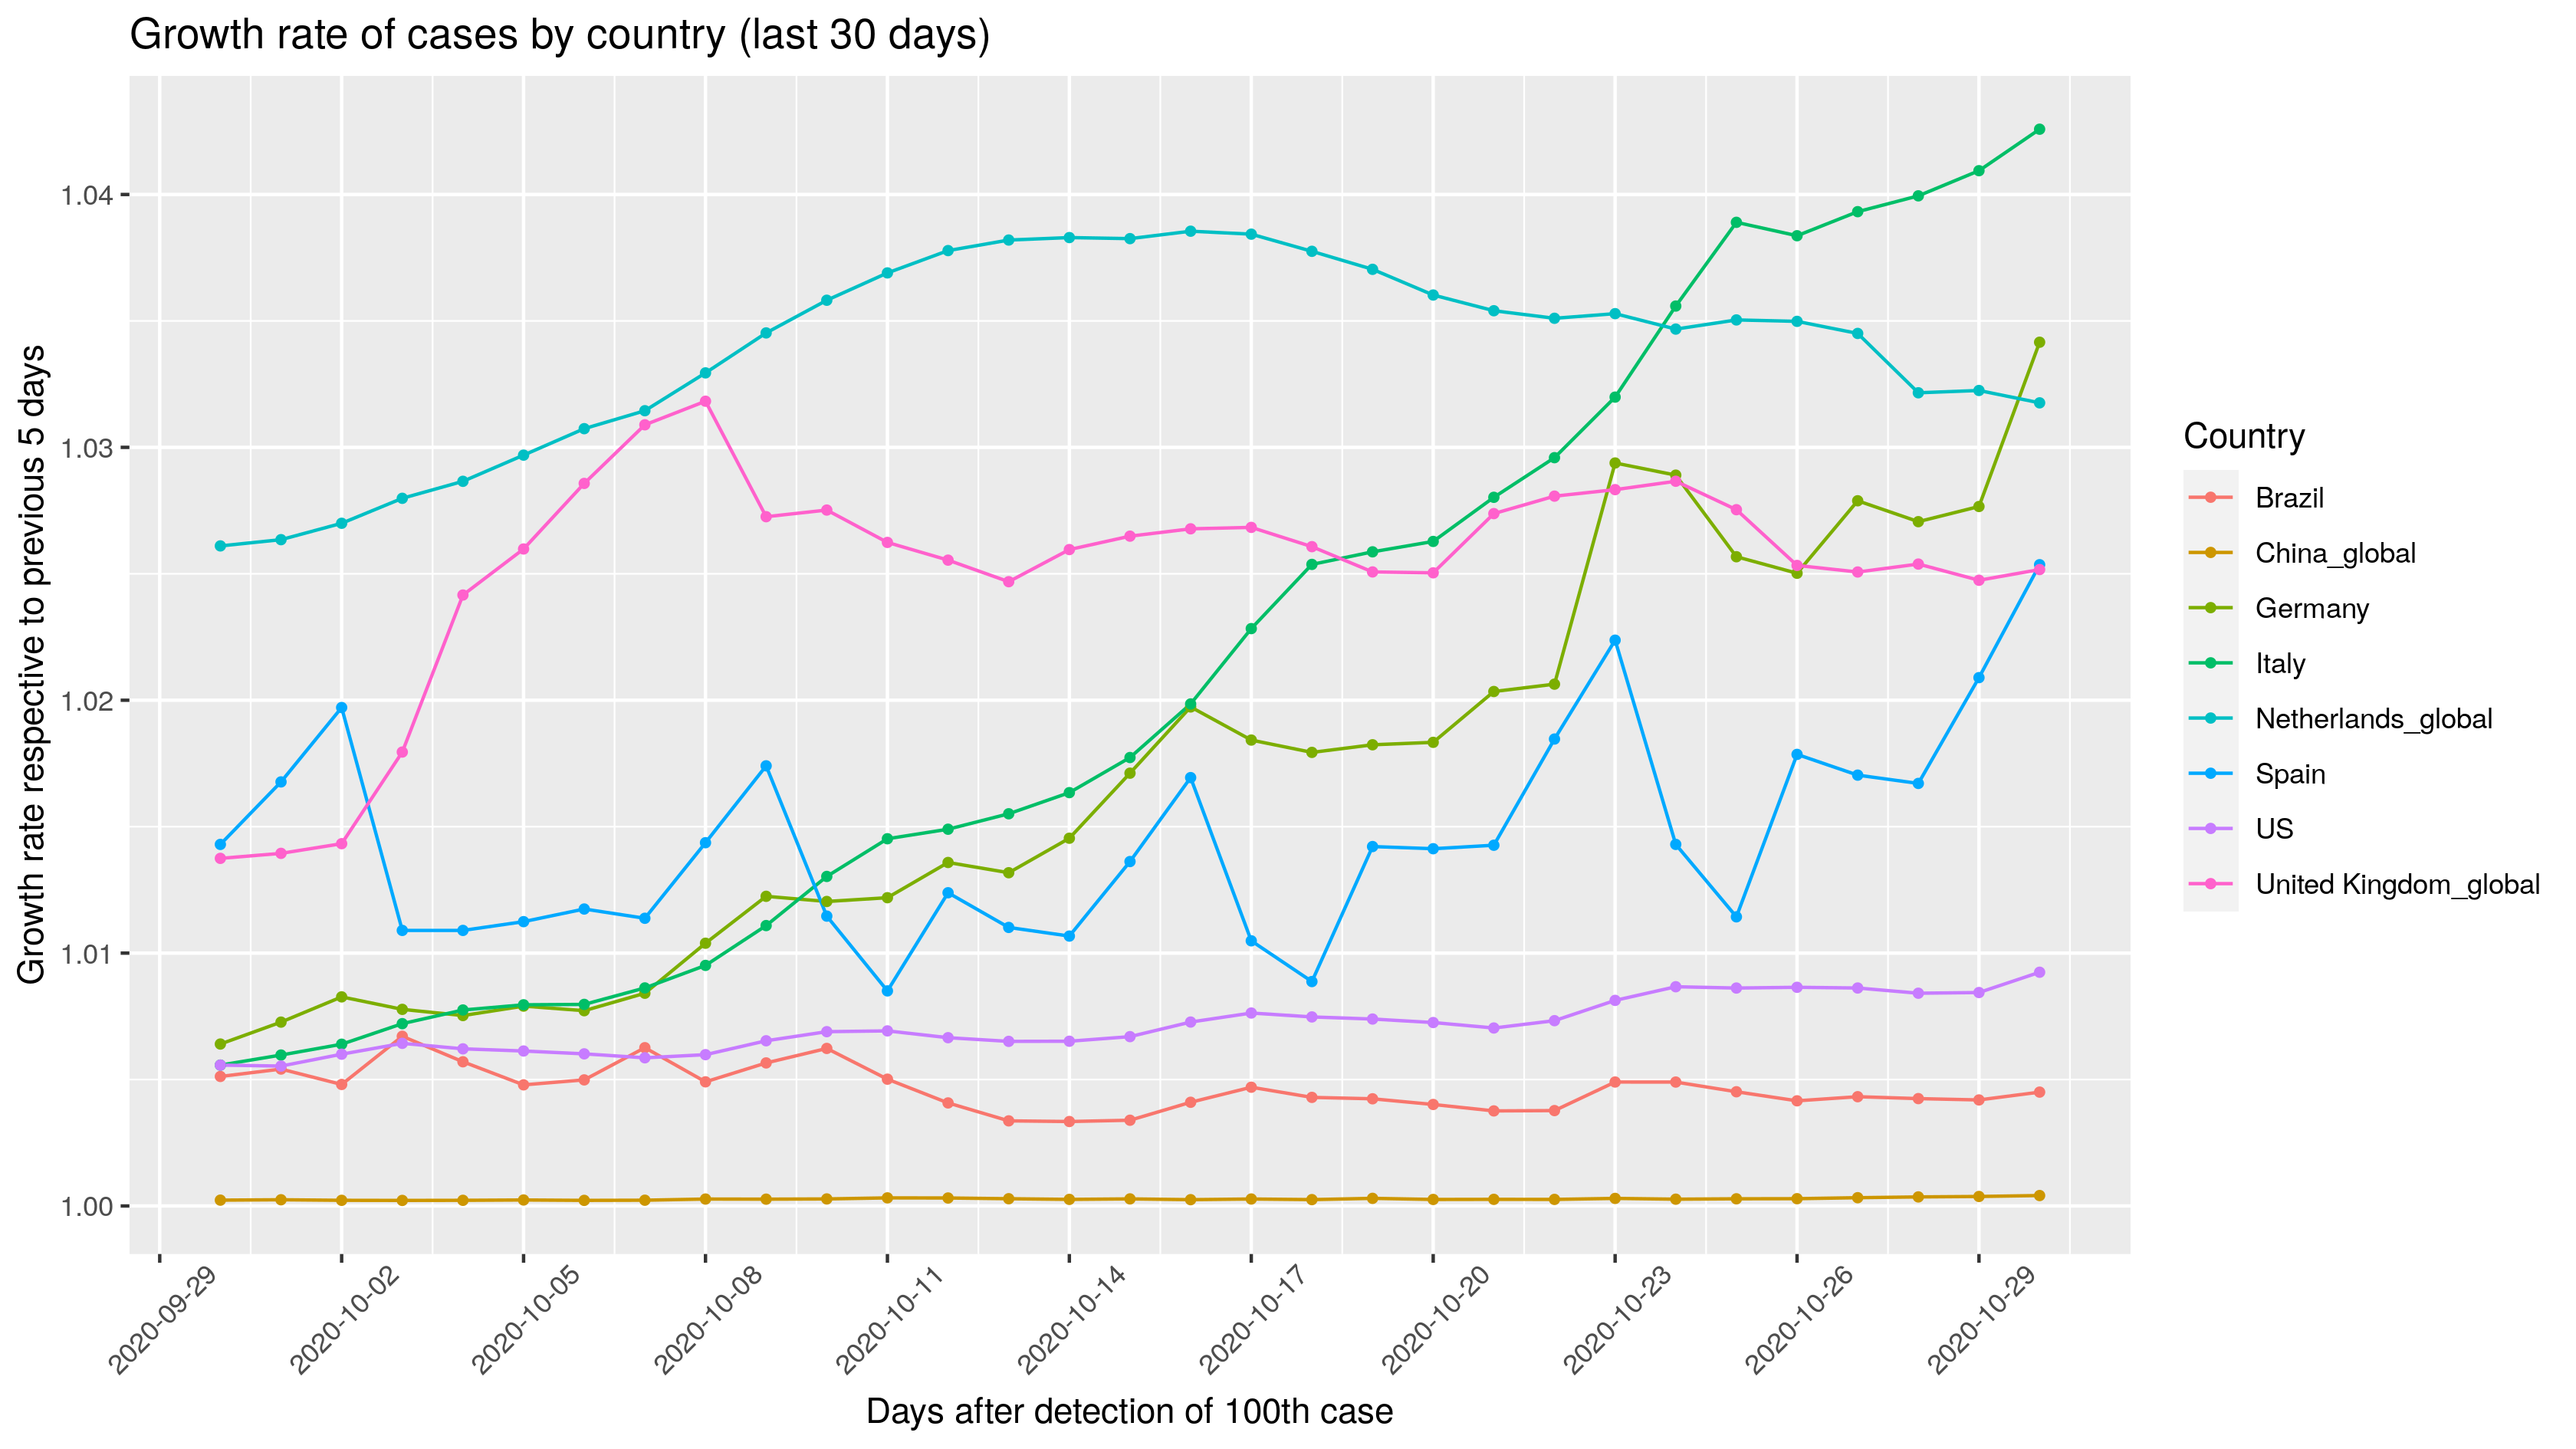 Growth rate of cases by country (last 30 days)
Growth rate respective to previous 5 days
1.04
1.03
1.02
1.01
1.00
2020-09-29
2020-10-02
2020-10-05
2020-10-08
2020-10-11
2020-10-14
2020-10-17
2020-10-20
2020-10-23
2020-10-26
2020-10-29
Days after detection of 100th case
Country
Brazil
China_global
Germany
Italy
Netherlands_global
Spain
US
United Kingdom_global